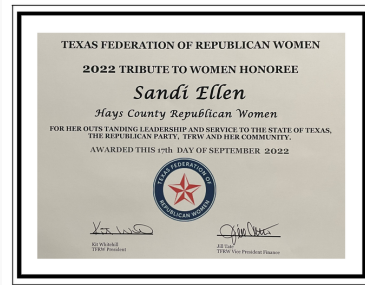 TEXAS FEDERATION OF REPUBLICAN WOMEN
2022 TRIBUTE TO WOMEN HONOREE
Sandi Ellen
Hays County Republican Women
FOR HER OUTS TANDING LEADERSHIP AND SERVICE TO THE STATE OF TEXAS,
THE REPUBLICAN PARTY, TFRW AND HER COMMUNITY.
AWARDED THIS 17th DAY OF SEPTEMBER 2022
TEXAS FEDERATION OF
REPUBLICAN WOMEN
Kit Whitehill
TFRW President
Jill Tate
TFRW Vice President Finance